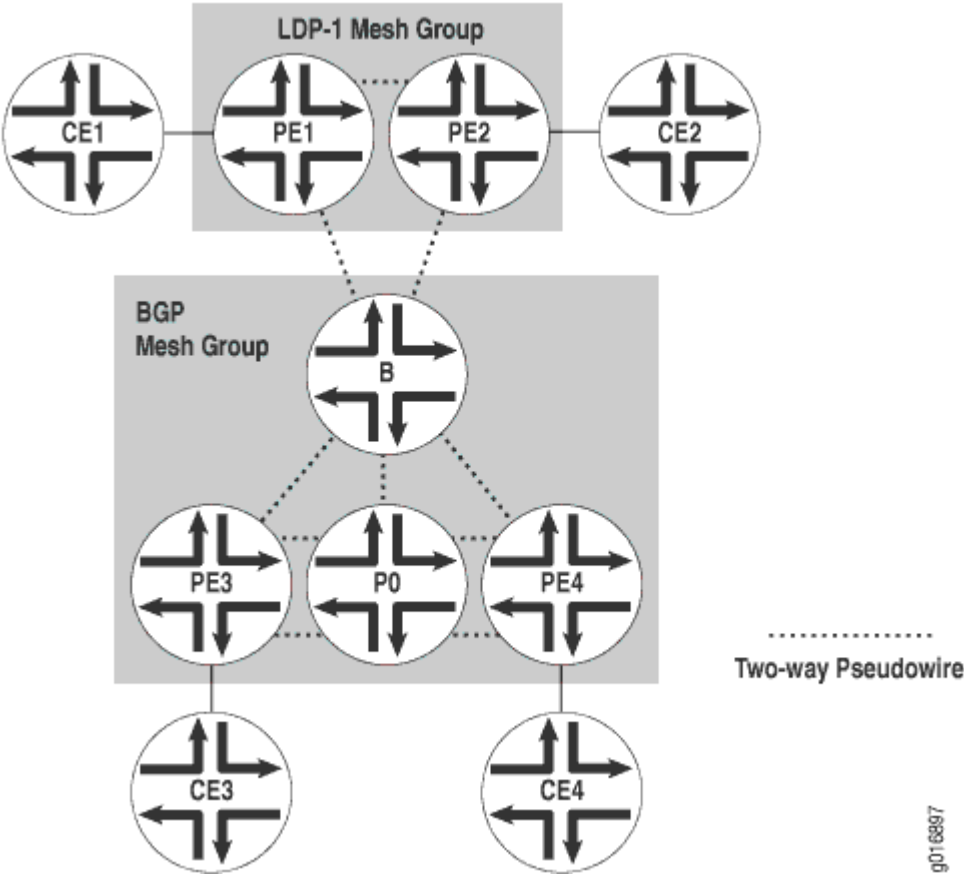 LDP-1 Mesh Group
CE1
PE1
PE2
CE2
BGP
Mesh Group
B
PE3
P0
PE4
Two-way Pseudowire
CE3
CE4
g016897